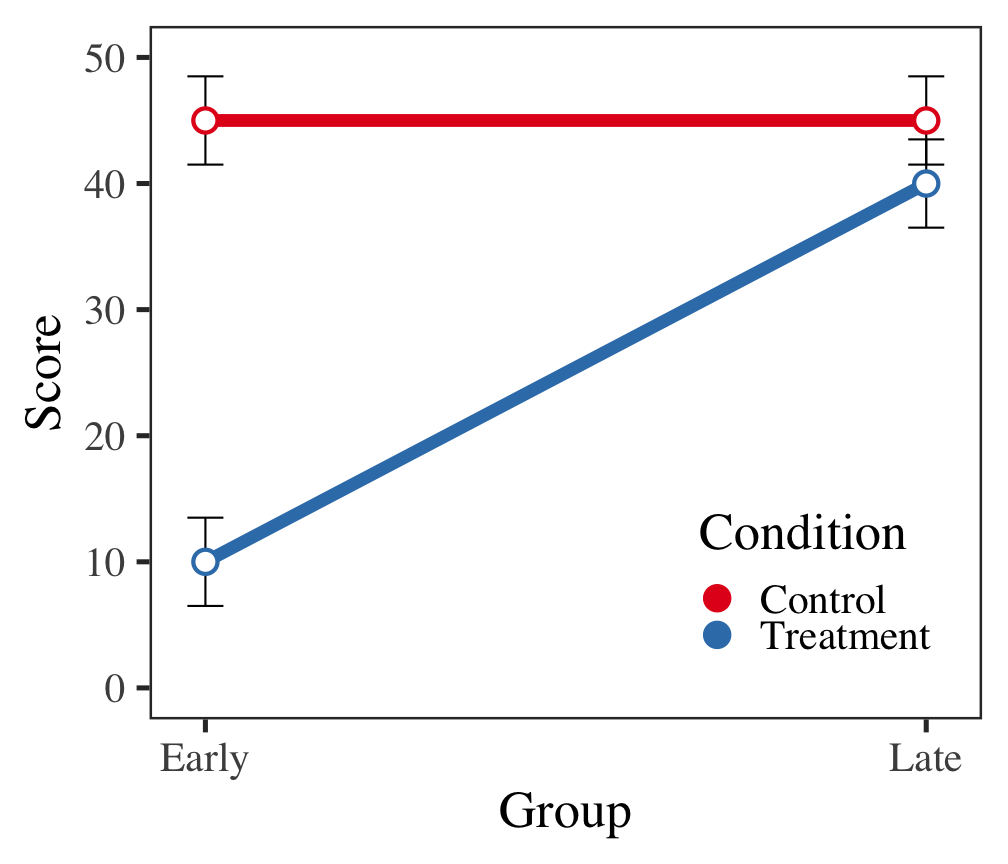 50
40
30
20
10
0
Score
Condition
Control
Treatment
Early
Late
Group